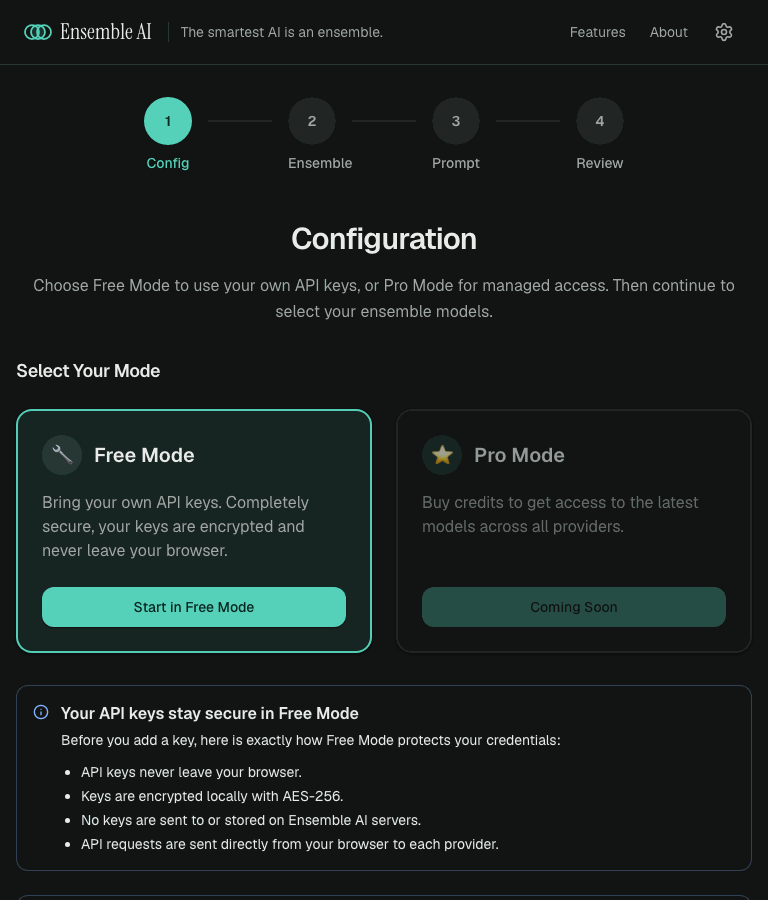 Ensemble AI
The smartest AI is an ensemble.
Features
About
1
2
3
4
Config
Ensemble
Prompt
Review
Configuration
Choose Free Mode to use your own API keys, or Pro Mode for managed access. Then continue to
select your ensemble models.
Select Your Mode
Free Mode
Bring your own API keys. Completely
secure, your keys are encrypted and
never leave your browser.
Start in Free Mode
Pro Mode
Buy credits to get access to the latest
models across all providers.
Coming Soon
Your API keys stay secure in Free Mode
Before you add a key, here is exactly how Free Mode protects your credentials:
• API keys never leave your browser.
• Keys are encrypted locally with AES-256.
• No keys are sent to or stored on Ensemble AI servers.
• API requests are sent directly from your browser to each provider.